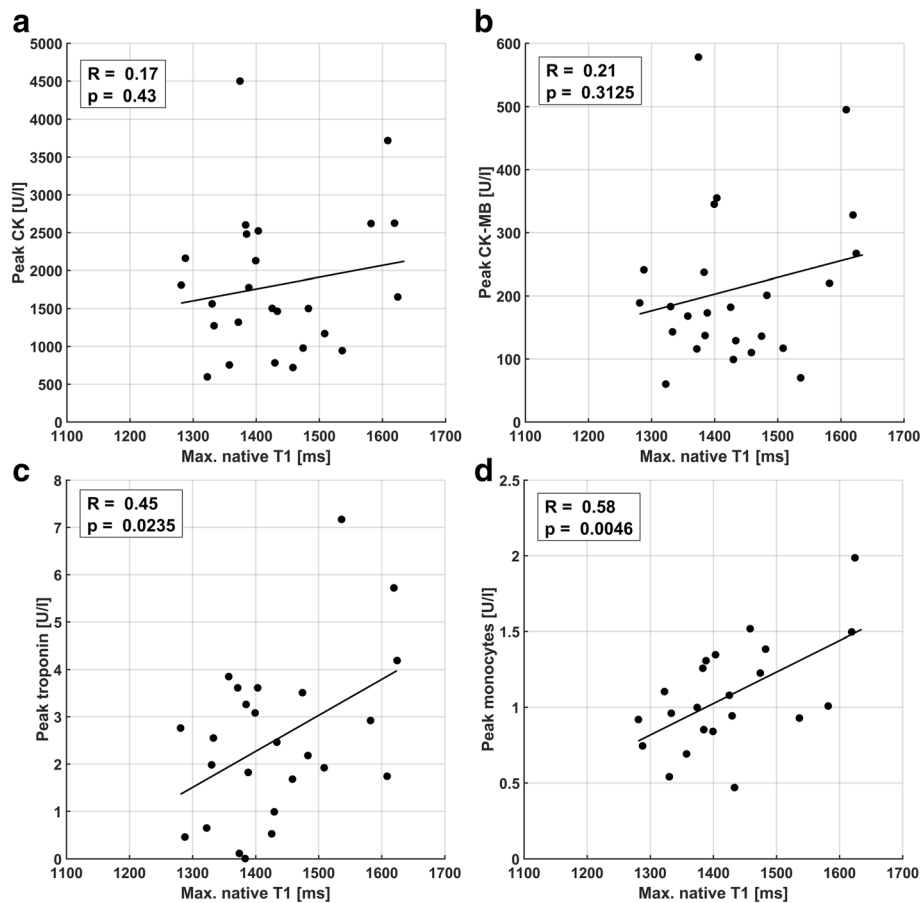 a
R = 0.17
p = 0.43
Peak CK [U/l]
5000
4500
4000
3500
3000
2500
2000
1500
1000
500
0
1100 1200 1300 1400 1500 1600 1700
Max. native T1 [ms]
b
R = 0.21
p = 0.3125
Peak CK-MB [U/l]
600
500
400
300
200
100
0
1100 1200 1300 1400 1500 1600 1700
Max. native T1 [ms]
c
R = 0.45
p = 0.0235
Peak troponin [U/l]
8
7
6
5
4
3
2
1
0
1100 1200 1300 1400 1500 1600 1700
Max. native T1 [ms]
d
R = 0.58
p = 0.0046
Peak monocytes [U/l]
2.5
2
1.5
1
0.5
0
1100 1200 1300 1400 1500 1600 1700
Max. native T1 [ms]